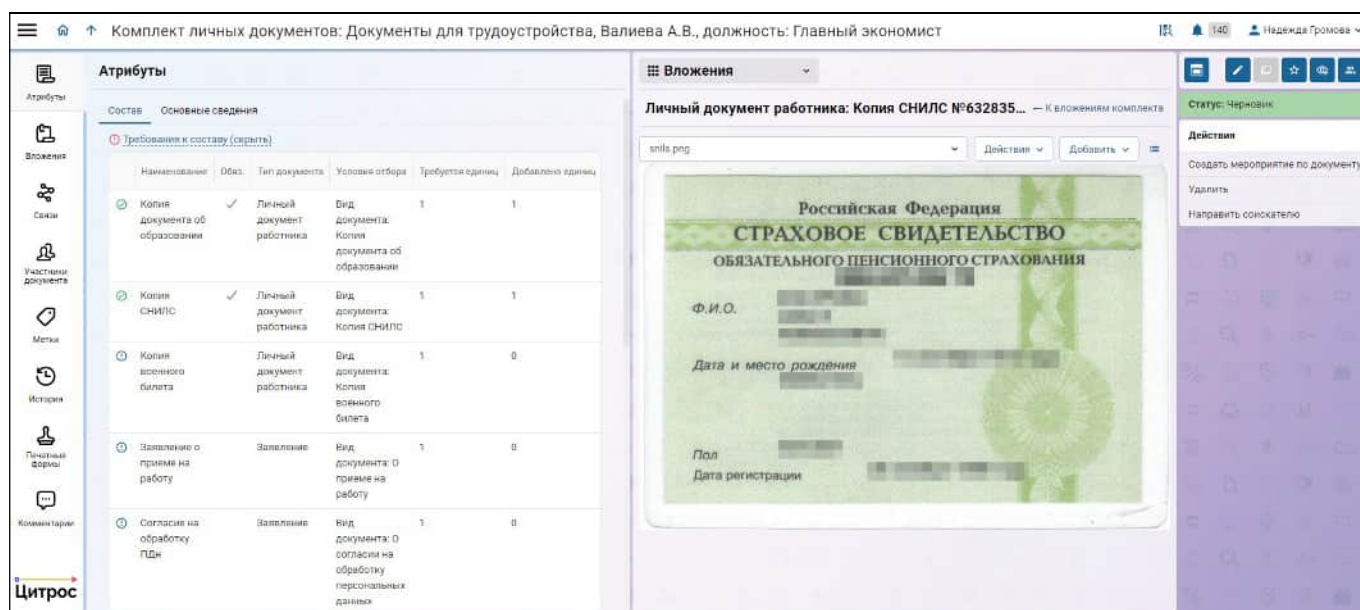 Комплект личных документов: Документы для трудоустройства, Валиева А.В., должность: Главный экономист
140
Надежда Громова
Атрибуты
Вложения
Связи
Участники
документа
Метки
История
Печатные
формы
Комментарии
Цитрос
Атрибуты
Состав Основные сведения
Требования к составу (скрыть)
Наименование Обяз. Тип документа Условия отбора Требуется единиц Добавлено единиц
Копия Личный Вид 1 1
документа об документ документа:
образовании работника Копия
документа об
образовании
Копия Личный Вид 1 1
СНИЛС документ документа:
работника Копия СНИЛС
Копия Личный Вид 1 0
военного документ документа:
билета работника Копия
военного
билета
Заявление о Заявление Вид 1 0
приеме на документа: О
работу приеме на
работу
Согласие на Заявление Вид 1 0
обработку документа: О
ПДн согласии на
обработку
персональных
данных
Вложения
Личный документ работника: Копия СНИЛС №632835... — К вложениям комплекта
snils.png Действия Добавить
Российская Федерация
СТРАХОВОЕ СВИДЕТЕЛЬСТВО
ОБЯЗАТЕЛЬНОГО ПЕНСИОННОГО СТРАХОВАНИЯ
Ф.И.О.
Дата и место рождения
Пол
Дата регистрации
Статус: Черновик
Действия
Создать мероприятие по документу
Удалить
Направить соискателю